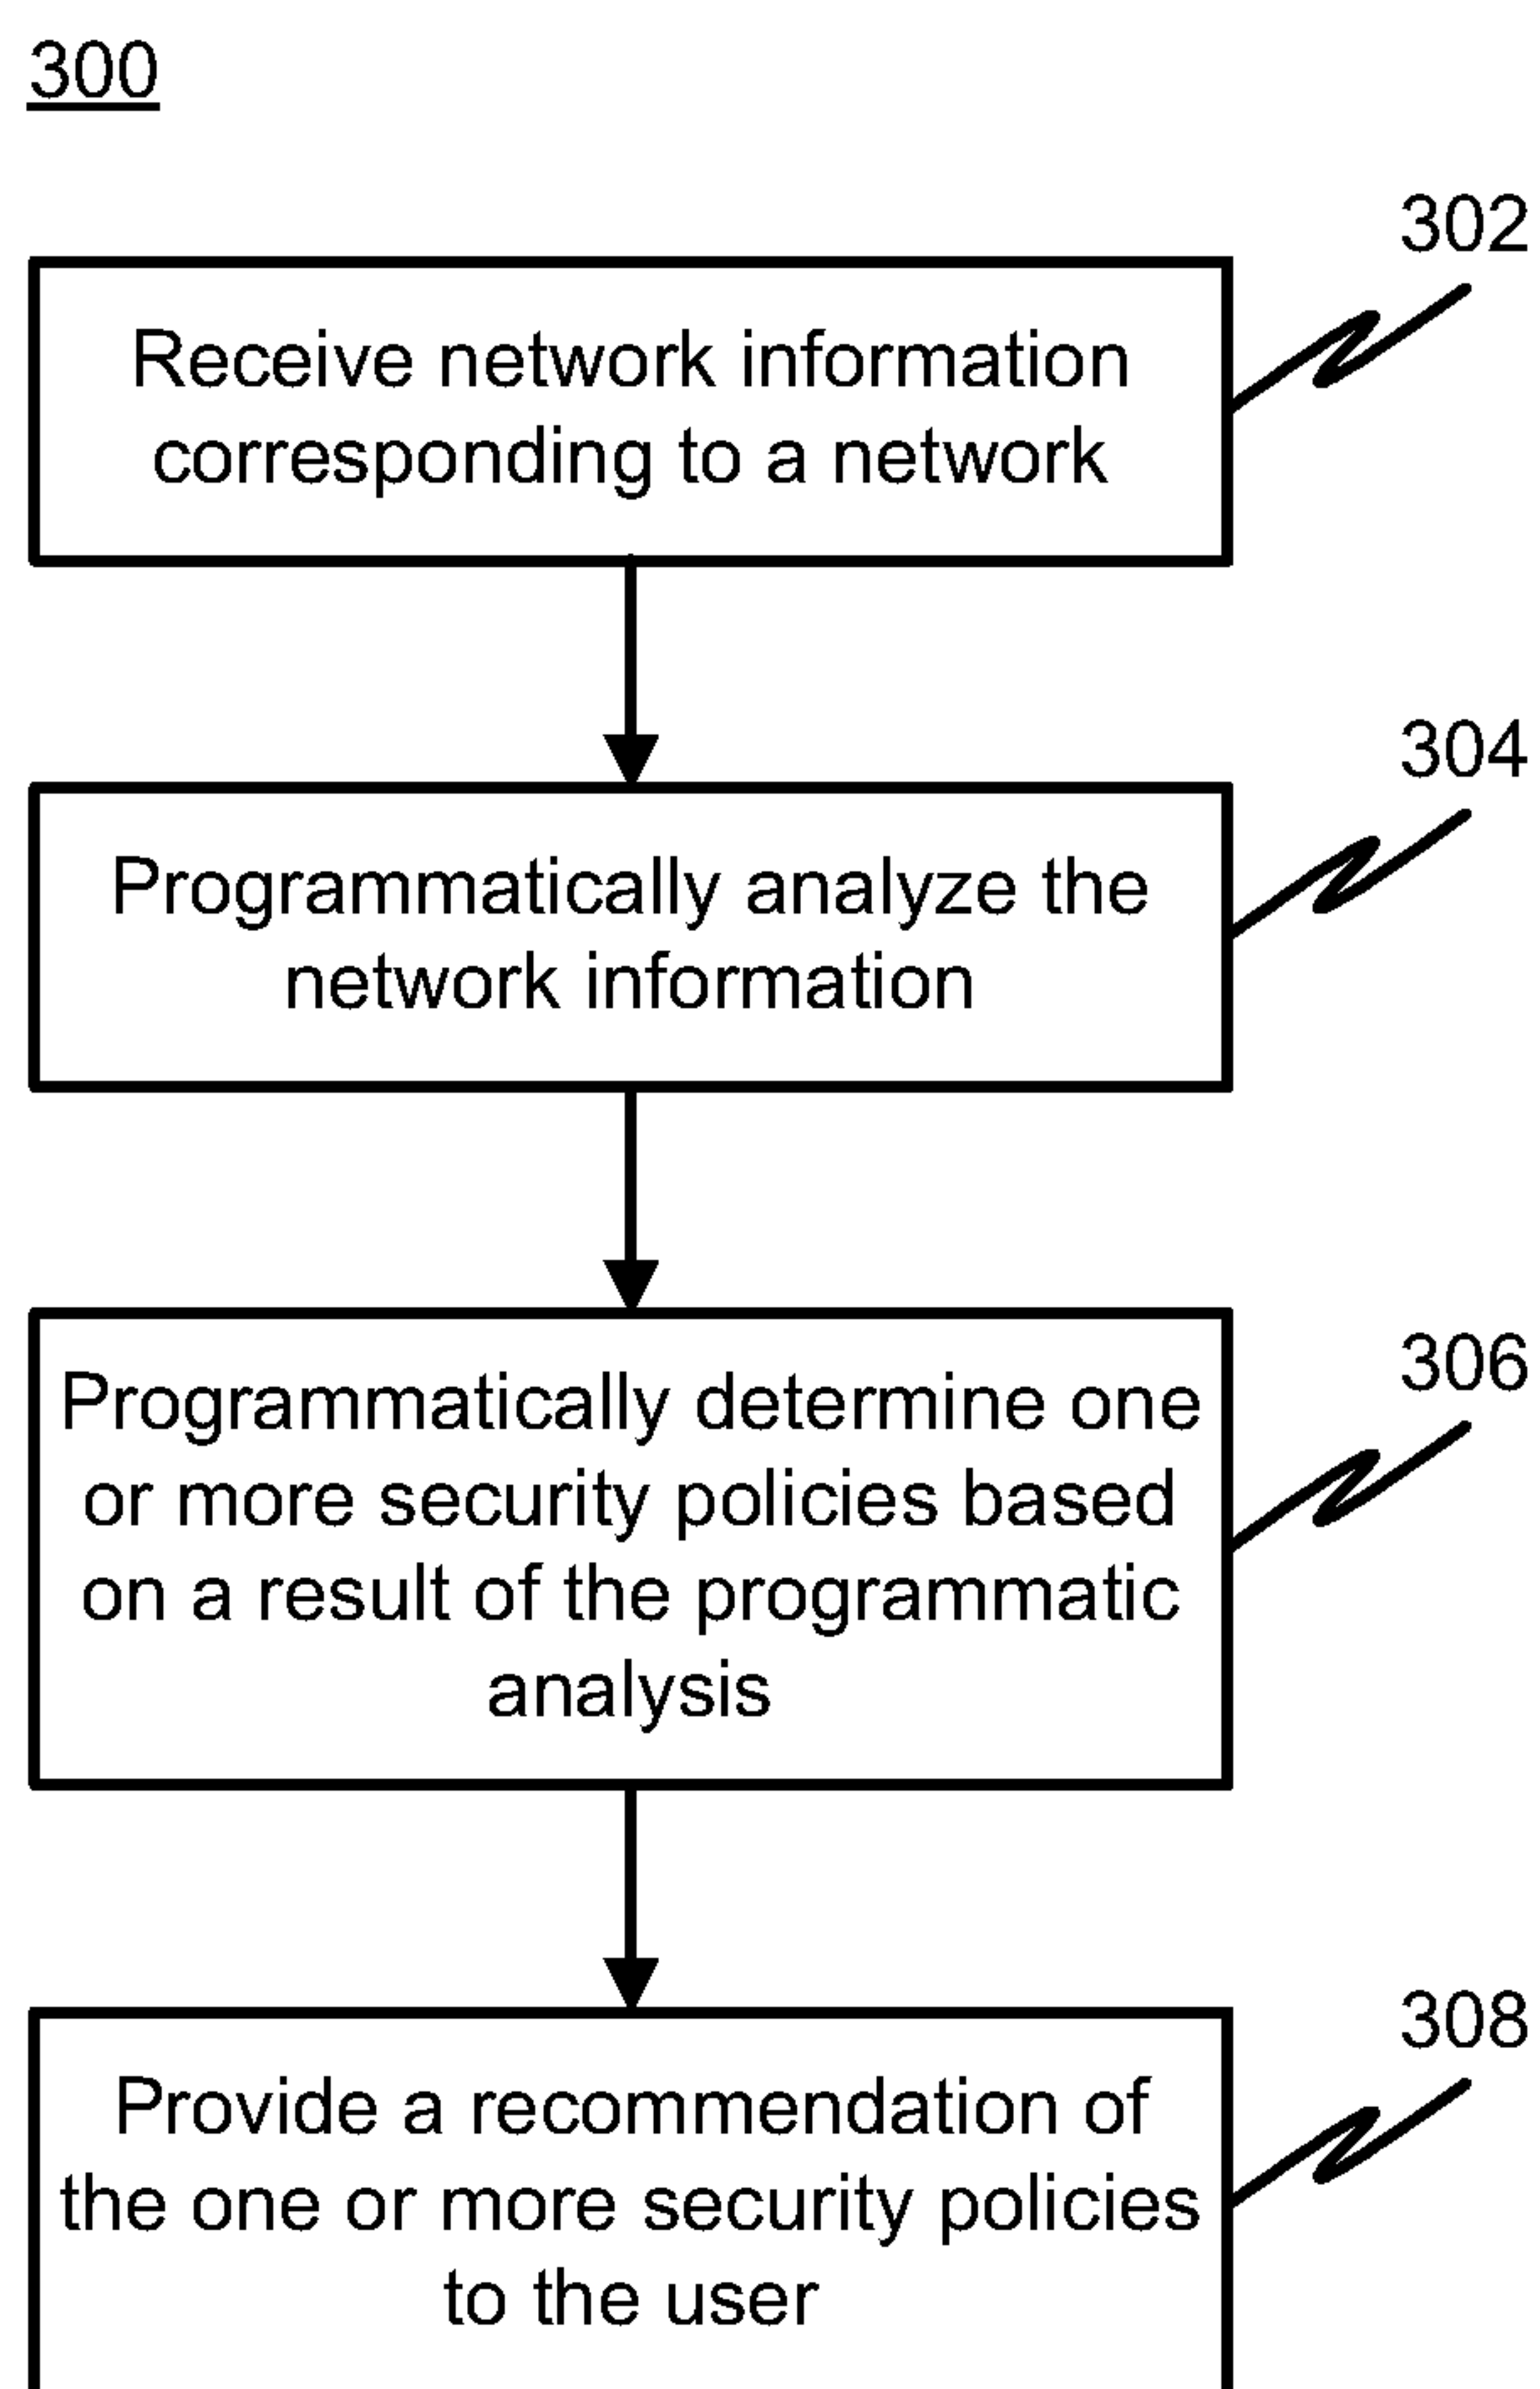 300
302
Receive network information
corresponding to a network
304
Programmatically analyze the
network information
306
Programmatically determine one
or more security policies based
on a result of the programmatic
analysis
308
Provide a recommendation of
the one or more security policies
to the user